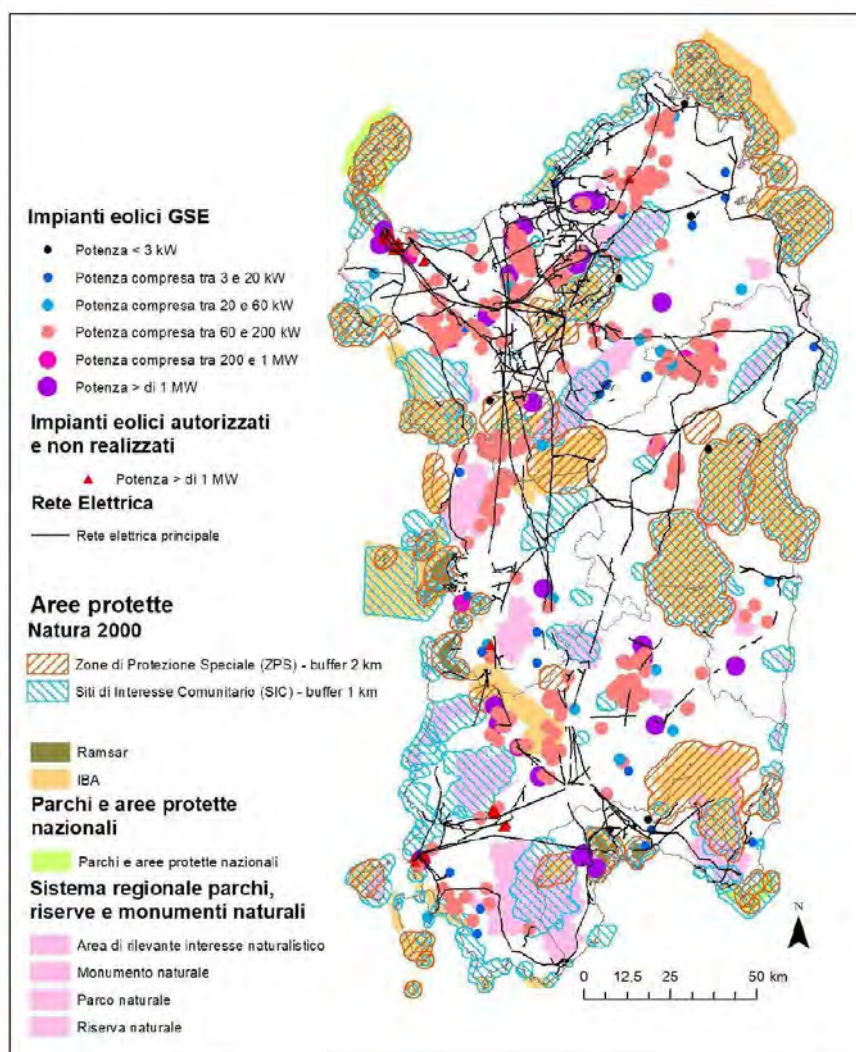 Impianti eolici GSE
Potenza < 3 kW
Potenza compresa tra 3 e 20 kW
Potenza compresa tra 20 e 60 kW
Potenza compresa tra 60 e 200 kW
Potenza compresa tra 200 e 1 MW
Potenza > di 1 MW
Impianti eolici autorizzati
e non realizzati
Potenza > di 1 MW
Rete Elettrica
Rete elettrica principale
Aree protette
Natura 2000
Zone di Protezione Speciale (ZPS) - buffer 2 km
Siti di Interesse Comunitario (SIC) - buffer 1 km
Ramsar
IBA
Parchi e aree protette
nazionali
Parchi e aree protette nazionali
Sistema regionale parchi,
riserve e monumenti naturali
Area di rilevante interesse naturalistico
Monumento naturale
Parco naturale
Riserva naturale
N
0 12.5 25 50 km